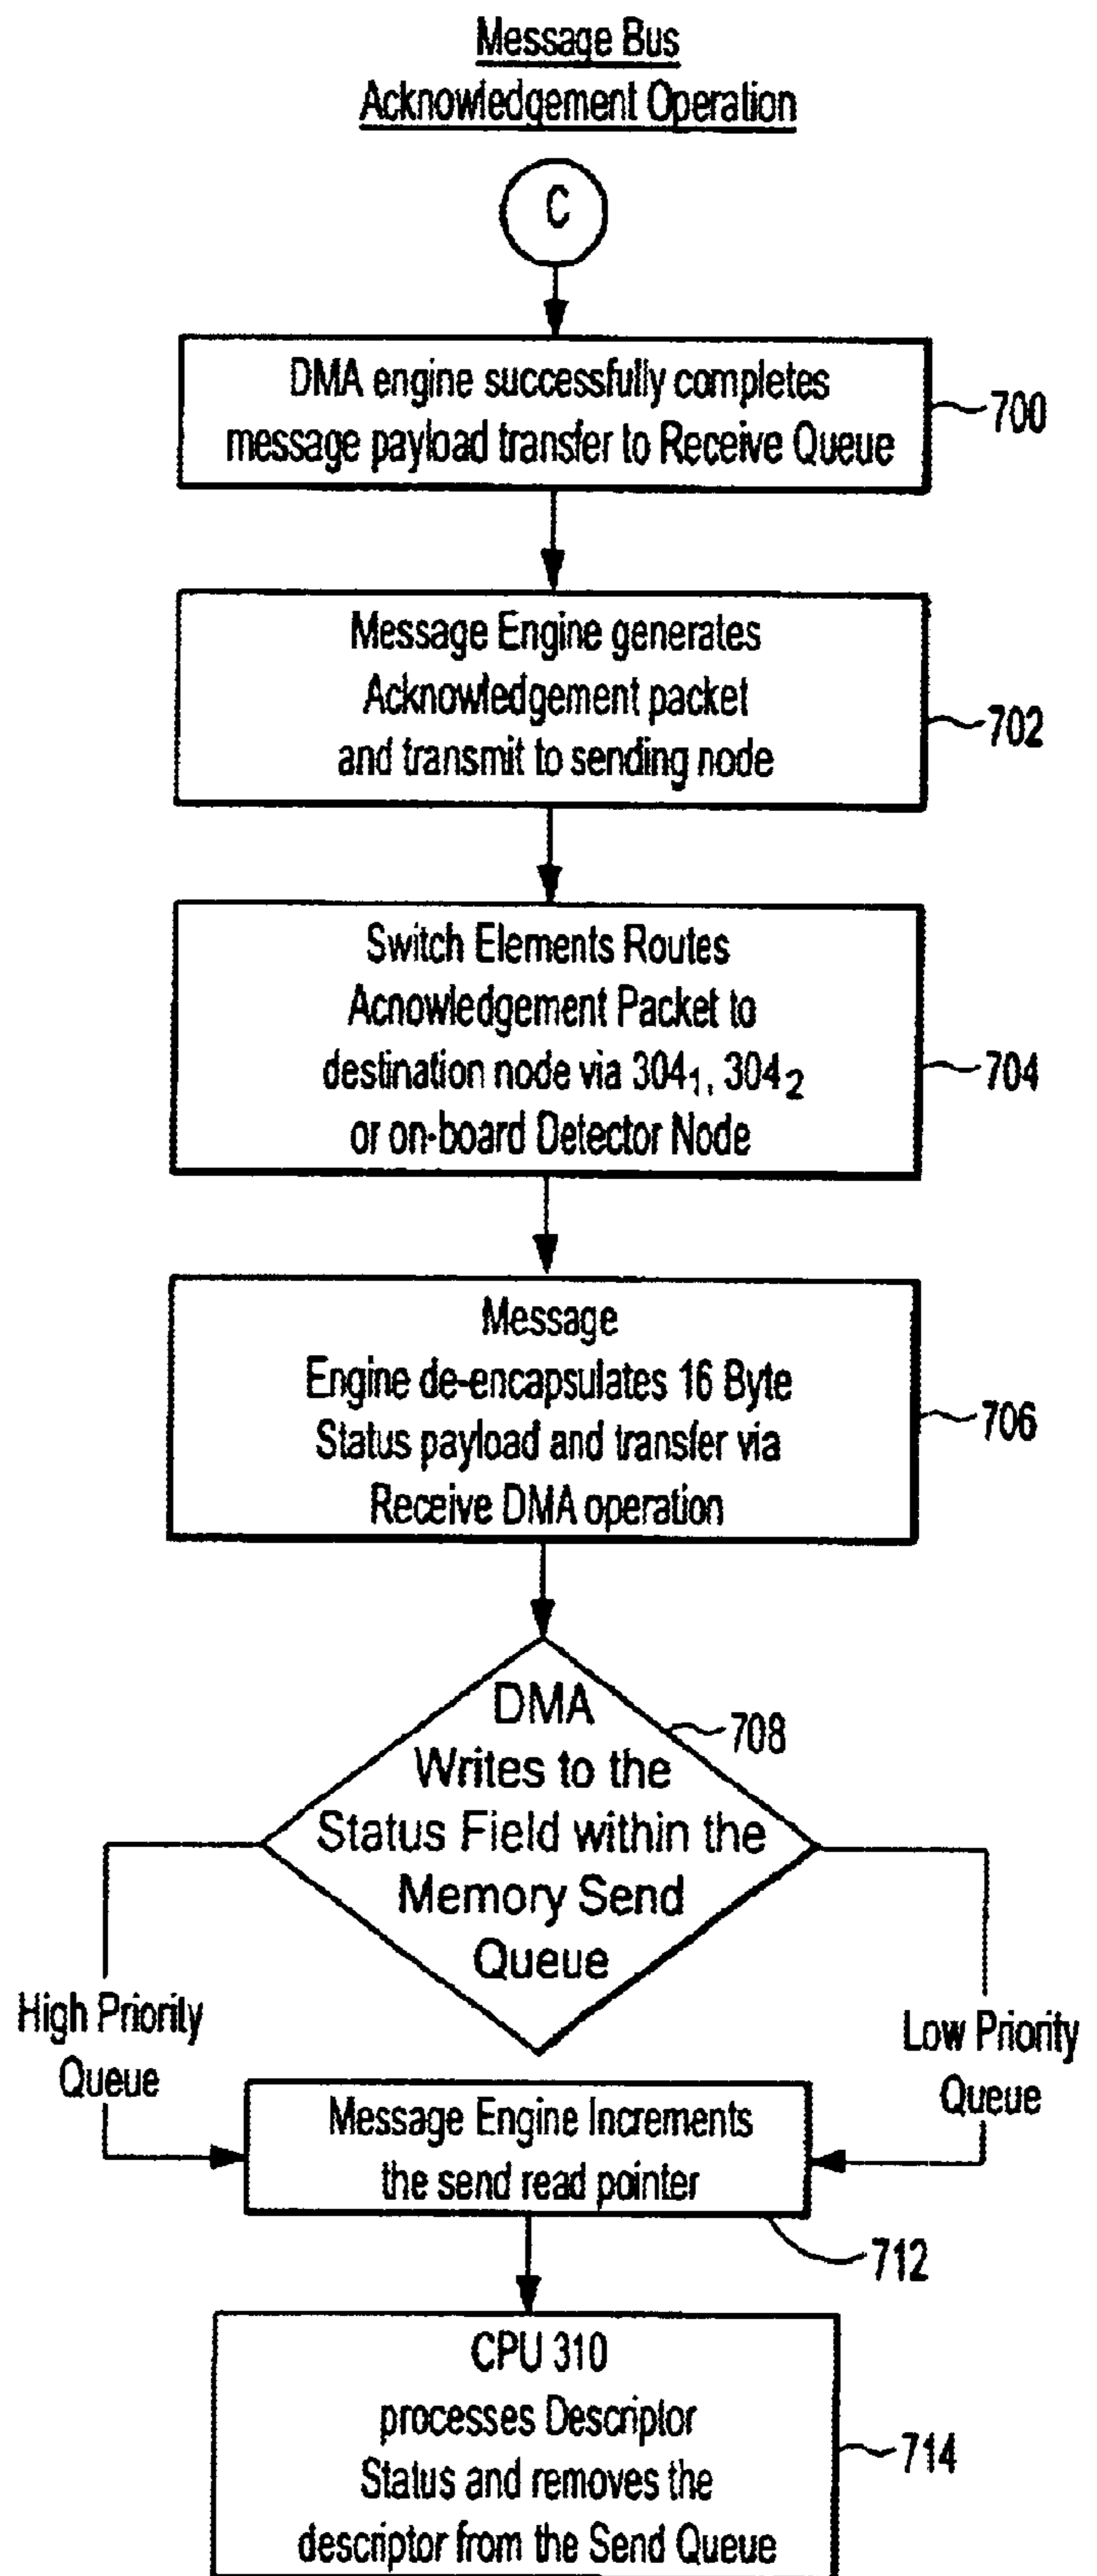 Message Bus
Acknowledgement Operation
C
DMA engine successfully completes
message payload transfer to Receive Queue
700
Message Engine generates
Acknowledgement packet
and transmit to sending node
702
Switch Elements Routes
Acnowledgement Packet to
destination node via 304₁, 304₂
or on-board Detector Node
704
Message
Engine de-encapsulates 16 Byte
Status payload and transfer via
Receive DMA operation
706
DMA
Writes to the
Status Field within the
Memory Send
Queue
708
High Priority
Queue
Low Priority
Queue
Message Engine Increments
the send read pointer
712
CPU 310
processes Descriptor
Status and removes the
descriptor from the Send Queue
714